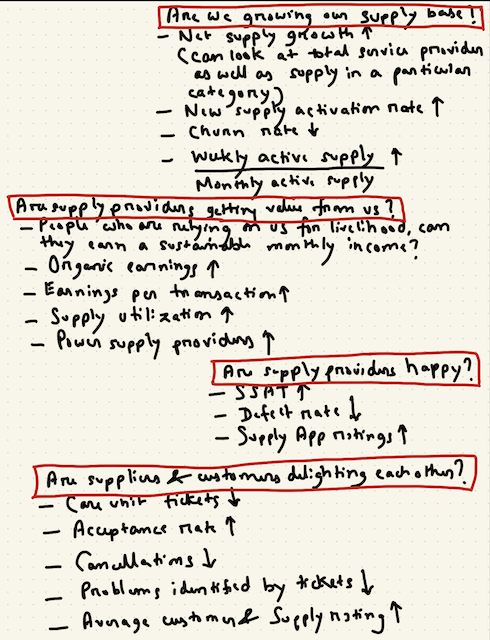 Are we growing our supply base!
- Net supply growth ↑
(can look at total service providers
as well as supply in a particular
category)
- New supply activation rate ↑
- Churn rate ↓
- Weekly active supply ↑
Monthly active supply
Are supply providers getting value from us?
- People who are relying on us for livelihood, can
they earn a sustainable monthly income?
- Organic earnings ↑
- Earnings per transaction ↑
- Supply utilization ↑
- Power supply providers ↑
Are supply providers happy?
- SSAT ↑
- Defect rate ↓
- Supply App ratings ↑
Are suppliers & customers delighting each other?
- Care unit tickets ↓
- Acceptance rate ↑
- Cancellations ↓
- Problems identified by tickets ↓
- Average customer & Supply rating ↑